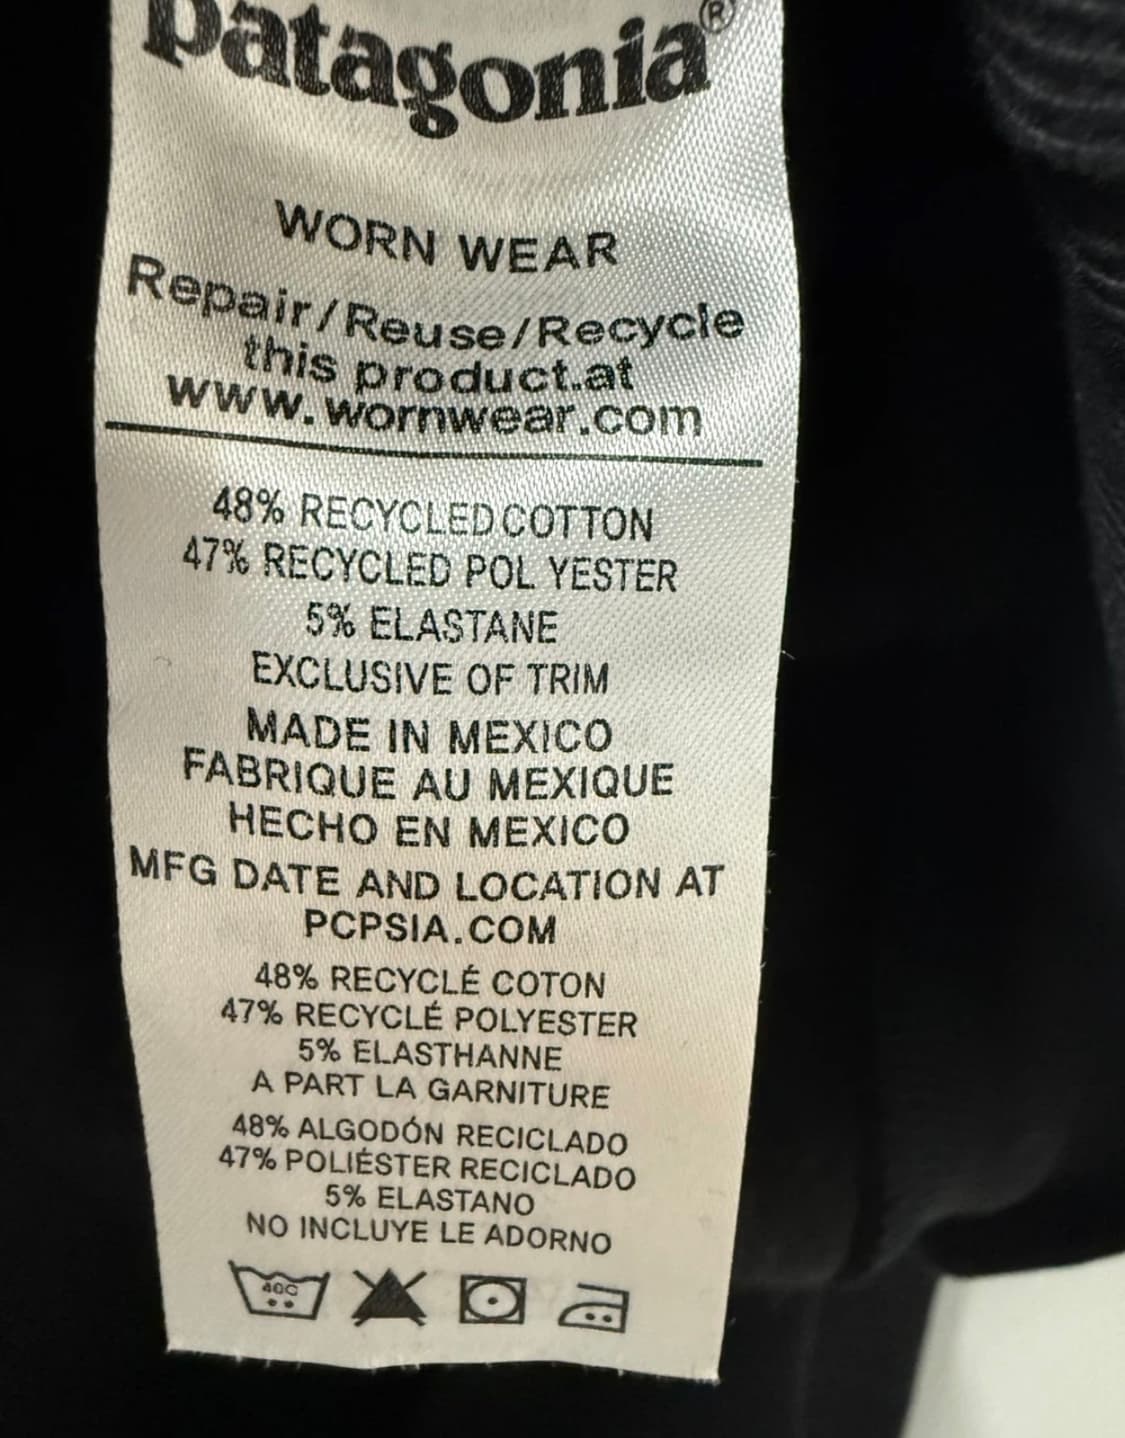 patagonia®
WORN WEAR
Repair/Reuse/Recycle
this product.at
www.wornwear.com
48% RECYCLED COTTON
47% RECYCLED POL YESTER
5% ELASTANE
EXCLUSIVE OF TRIM
MADE IN MEXICO
FABRIQUE AU MEXIQUE
HECHO EN MEXICO
MFG DATE AND LOCATION AT
PCPSIA.COM
48% RECYCLÉ COTON
47% RECYCLÉ POLYESTER
5% ELASTHANNE
A PART LA GARNITURE
48% ALGODÓN RECICLADO
47% POLIÉSTER RECICLADO
5% ELASTANO
NO INCLUYE LE ADORNO
40C